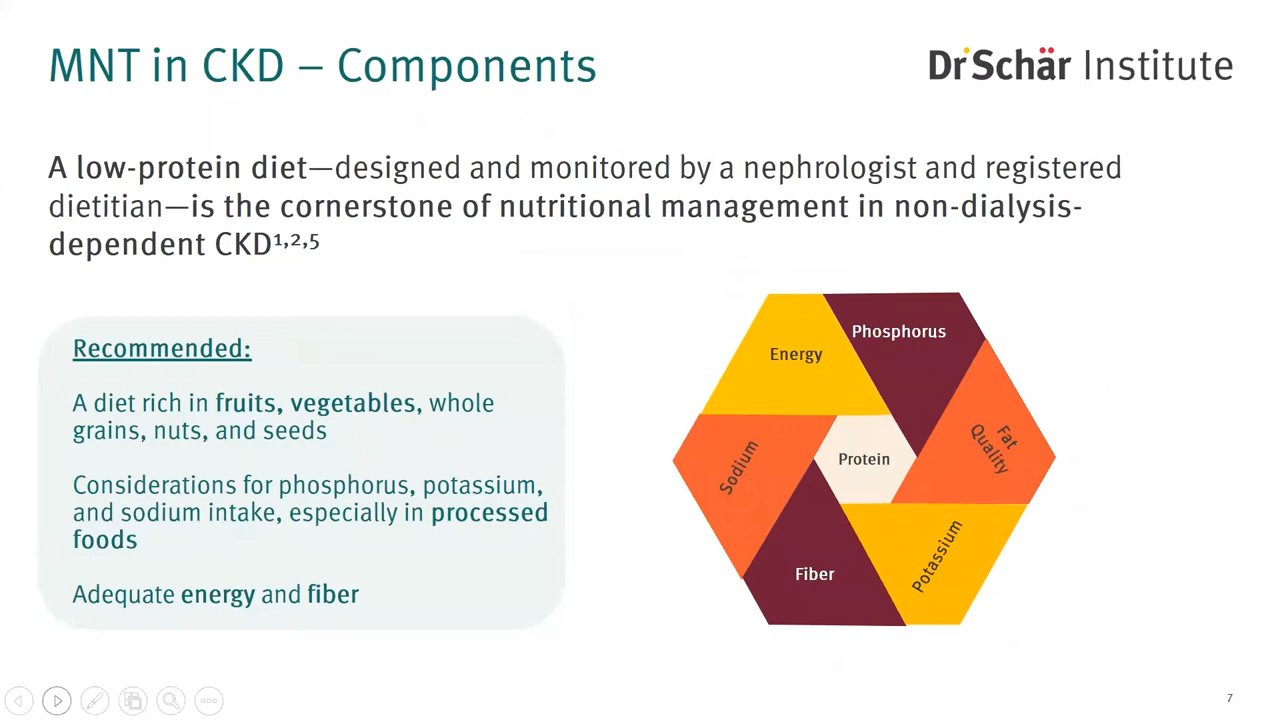 MNT in CKD – Components
DrSchär Institute
A low-protein diet—designed and monitored by a nephrologist and registered
dietitian—is the cornerstone of nutritional management in non-dialysis-
dependent CKD¹,²,⁵
Recommended:
A diet rich in fruits, vegetables, whole
grains, nuts, and seeds
Considerations for phosphorus, potassium,
and sodium intake, especially in processed
foods
Adequate energy and fiber
Energy
Phosphorus
Fat
Quality
Sodium
Protein
Potassium
Fiber
7